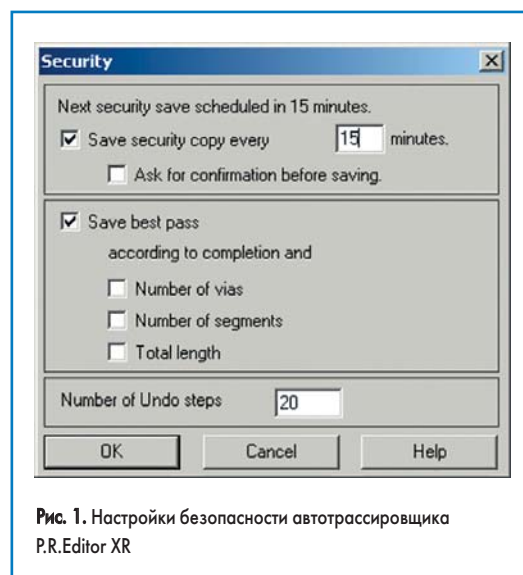 Security
Next security save scheduled in 15 minutes.
Save security copy every 15 minutes.
Ask for confirmation before saving.
Save best pass
according to completion and
Number of vias
Number of segments
Total length
Number of Undo steps 20
OK Cancel Help
Рис. 1. Настройки безопасности автотрассировщика
P.R.Editor XR